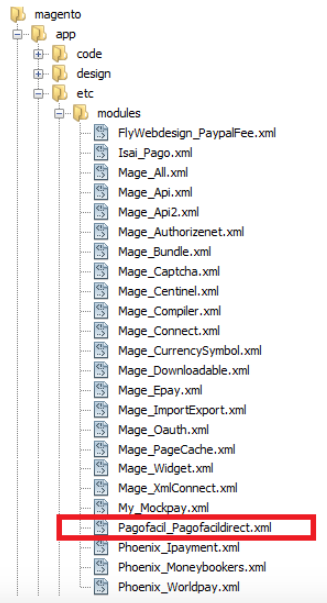 magento
app
code
design
etc
modules
FlyWebdesign_PaypalFee.xml
Isai_Pago.xml
Mage_All.xml
Mage_Api.xml
Mage_Api2.xml
Mage_Authorizenet.xml
Mage_Bundle.xml
Mage_Captcha.xml
Mage_Centinel.xml
Mage_Compiler.xml
Mage_Connect.xml
Mage_CurrencySymbol.xml
Mage_Downloadable.xml
Mage_Epay.xml
Mage_ImportExport.xml
Mage_Oauth.xml
Mage_PageCache.xml
Mage_Widget.xml
Mage_XmlConnect.xml
My_Mockpay.xml
Pagofacil_Pagofacildirect.xml
Phoenix_Ipayment.xml
Phoenix_Moneybookers.xml
Phoenix_Worldpay.xml